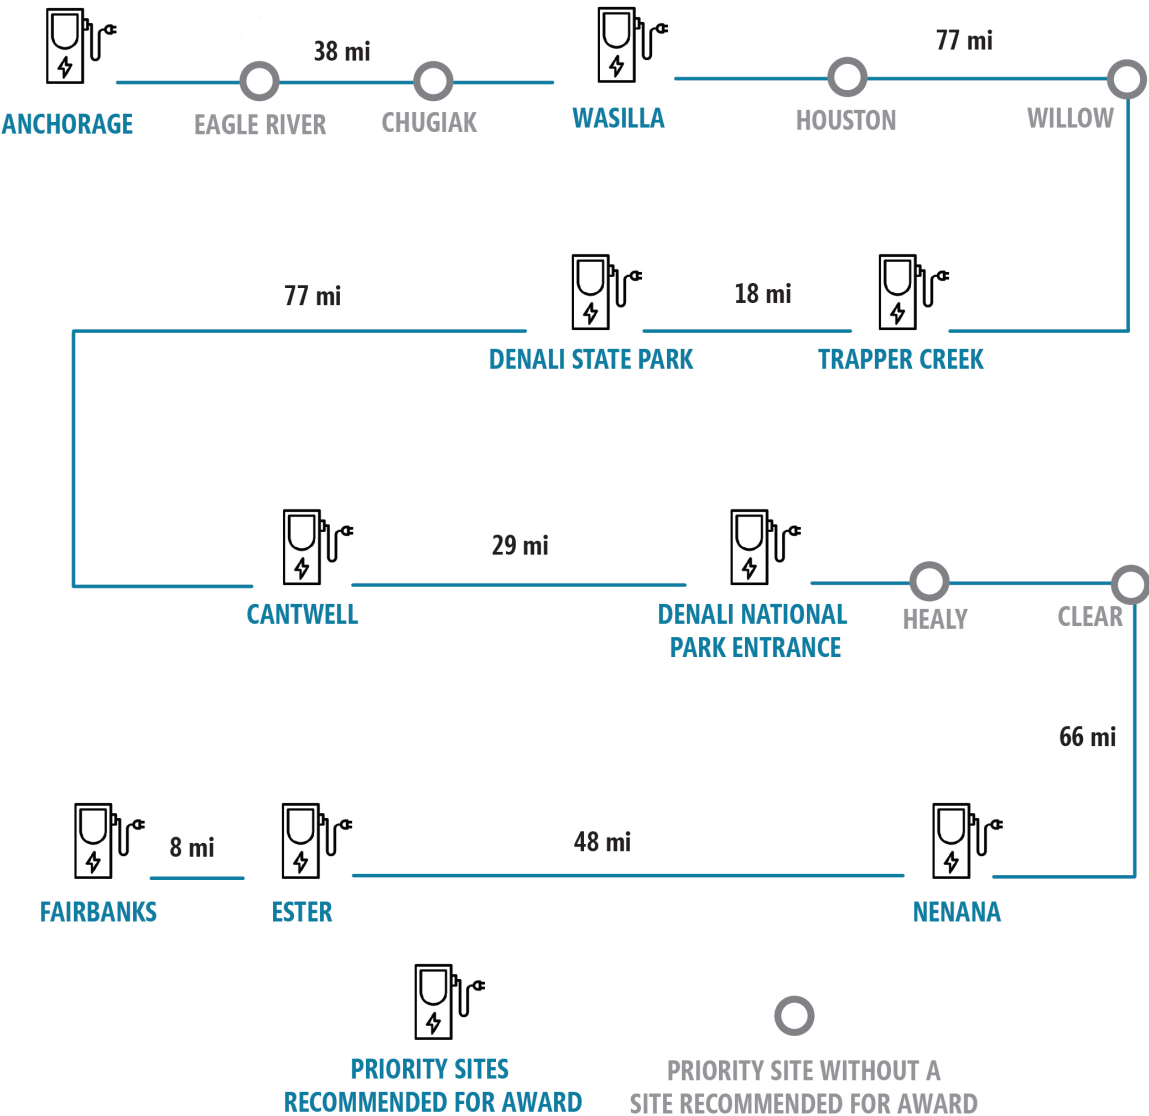 38 mi
77 mi
ANCHORAGE
EAGLE RIVER
CHUGIAK
WASILLA
HOUSTON
WILLOW
77 mi
18 mi
DENALI STATE PARK
TRAPPER CREEK
29 mi
CANTWELL
DENALI NATIONAL
PARK ENTRANCE
HEALY
CLEAR
66 mi
8 mi
48 mi
FAIRBANKS
ESTER
NENANA
PRIORITY SITES
RECOMMENDED FOR AWARD
PRIORITY SITE WITHOUT A
SITE RECOMMENDED FOR AWARD